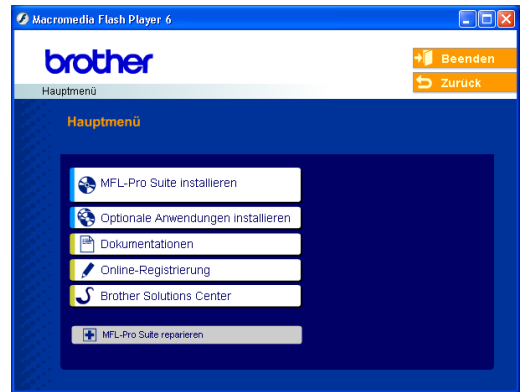 Macromedia Flash Player 6
brother
Beenden
Zurück
Hauptmenü
Hauptmenü
MFL-Pro Suite installieren
Optionale Anwendungen installieren
Dokumentationen
Online-Registrierung
Brother Solutions Center
MFL-Pro Suite reparieren